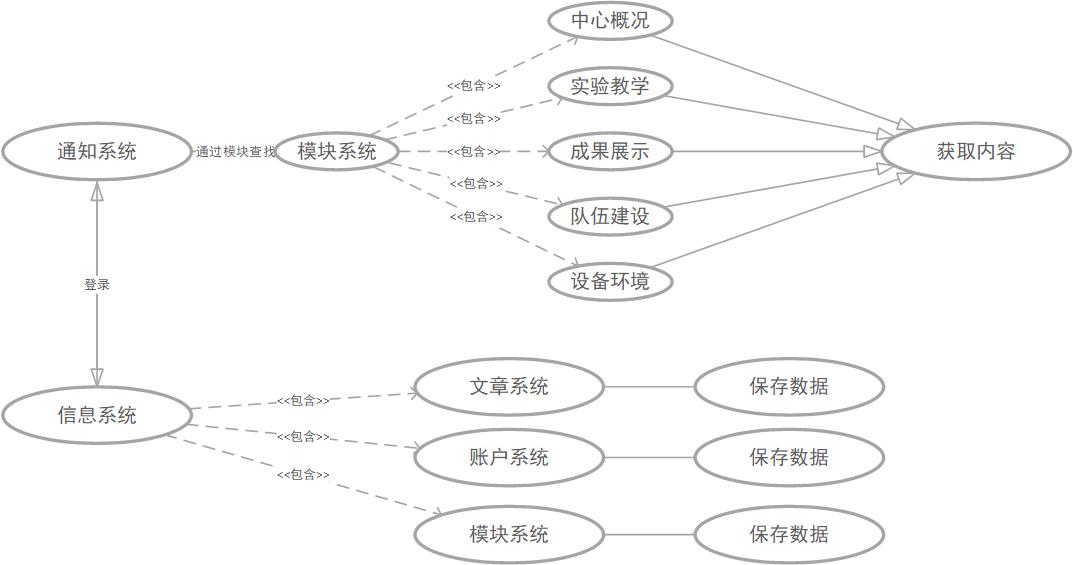 中心概况
<<包含>>
实验教学
<<包含>>
通知系统
通过模块查找
模块系统
<<包含>>
成果展示
获取内容
<<包含>>
队伍建设
<<包含>>
设备环境
登录
信息系统
<<包含>>
文章系统
保存数据
<<包含>>
账户系统
保存数据
<<包含>>
模块系统
保存数据